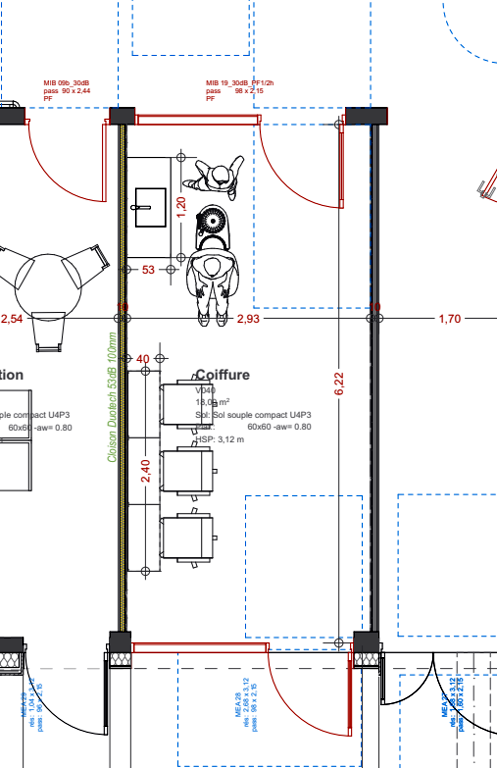 MIB 09b_30dB
pass 90 x 2,44
PF
MIB 19_30dB_PF1/2h
pass 98 x 2,15
PF
1,20
53
2,54
2,93
1,70
Cloison Duotech 53dB 100mm
40
tion
Coiffure
V040
m²
6,22
ple compact U4P3
Sol: Sol souple compact U4P3
60x60 -aw= 0.80
60x60 -aw= 0.80
HSP: 3,12 m
2,40
MEA 28
rés: 2,68 x 3,12
pass: 98 x 2,15